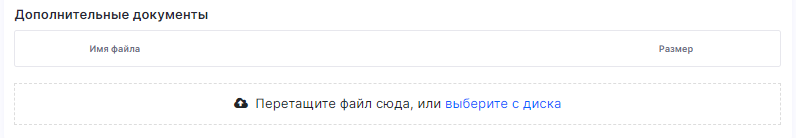 Дополнительные документы
Имя файла Размер
Перетащите файл сюда, или выберите с диска